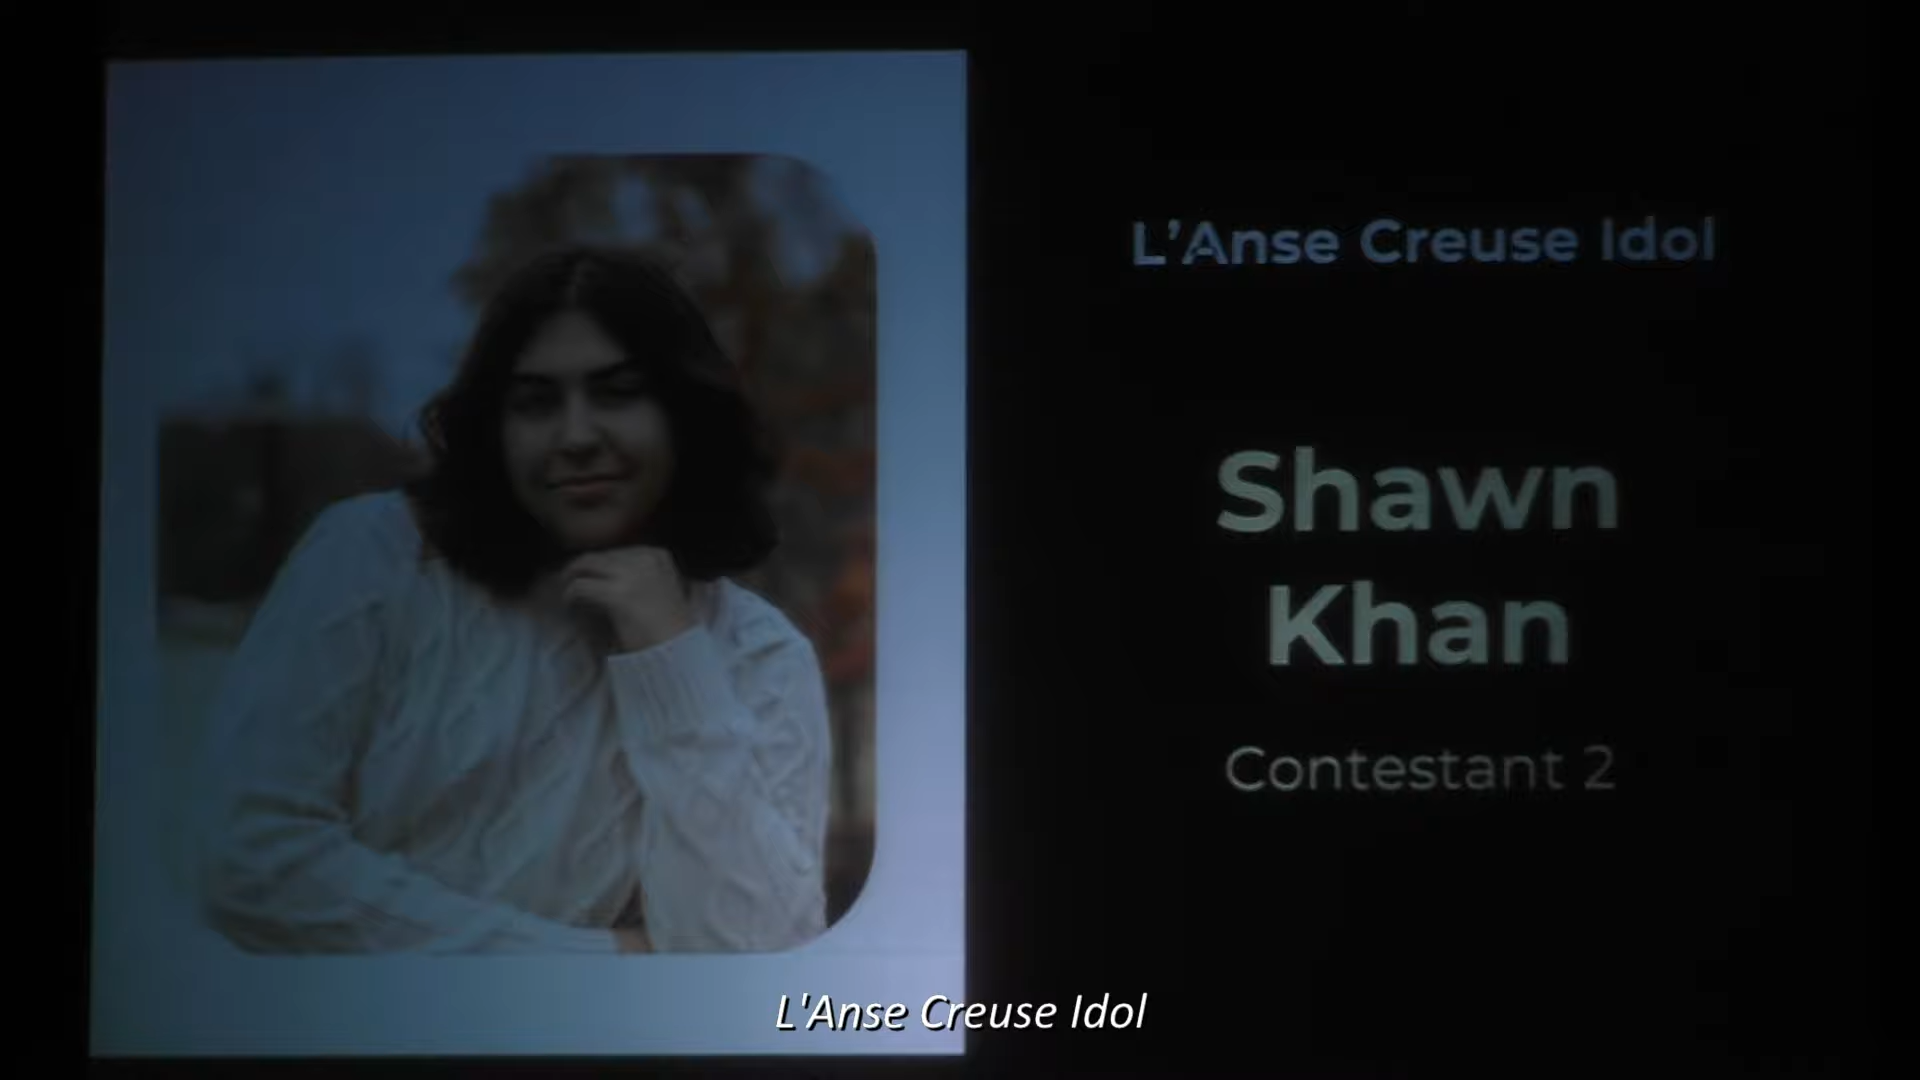 L’Anse Creuse Idol
Shawn
Khan
Contestant 2
L'Anse Creuse Idol